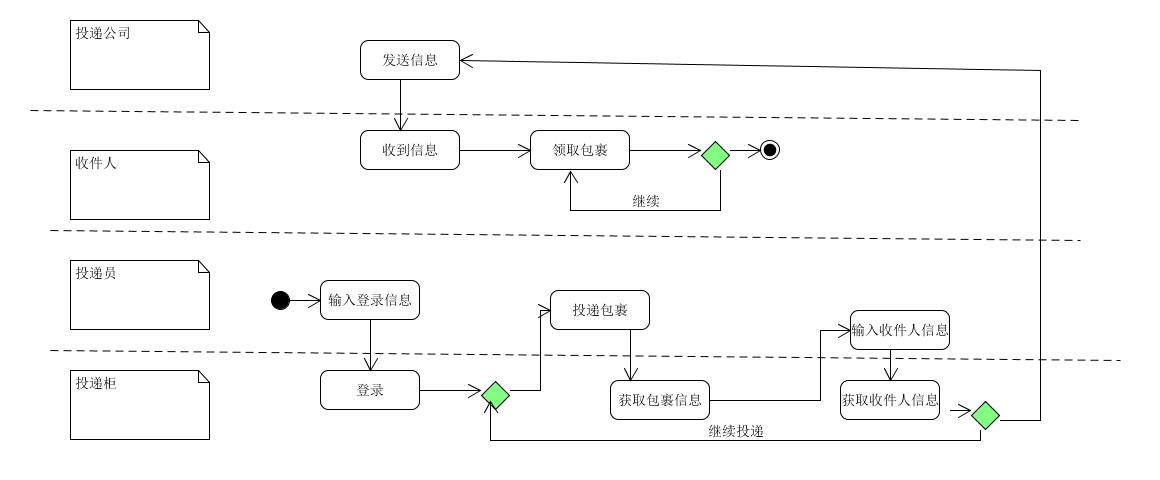 投递公司
发送信息
收件人
收到信息
领取包裹
继续
投递员
输入登录信息
投递包裹
输入收件人信息
投递柜
登录
获取包裹信息
获取收件人信息
继续投递